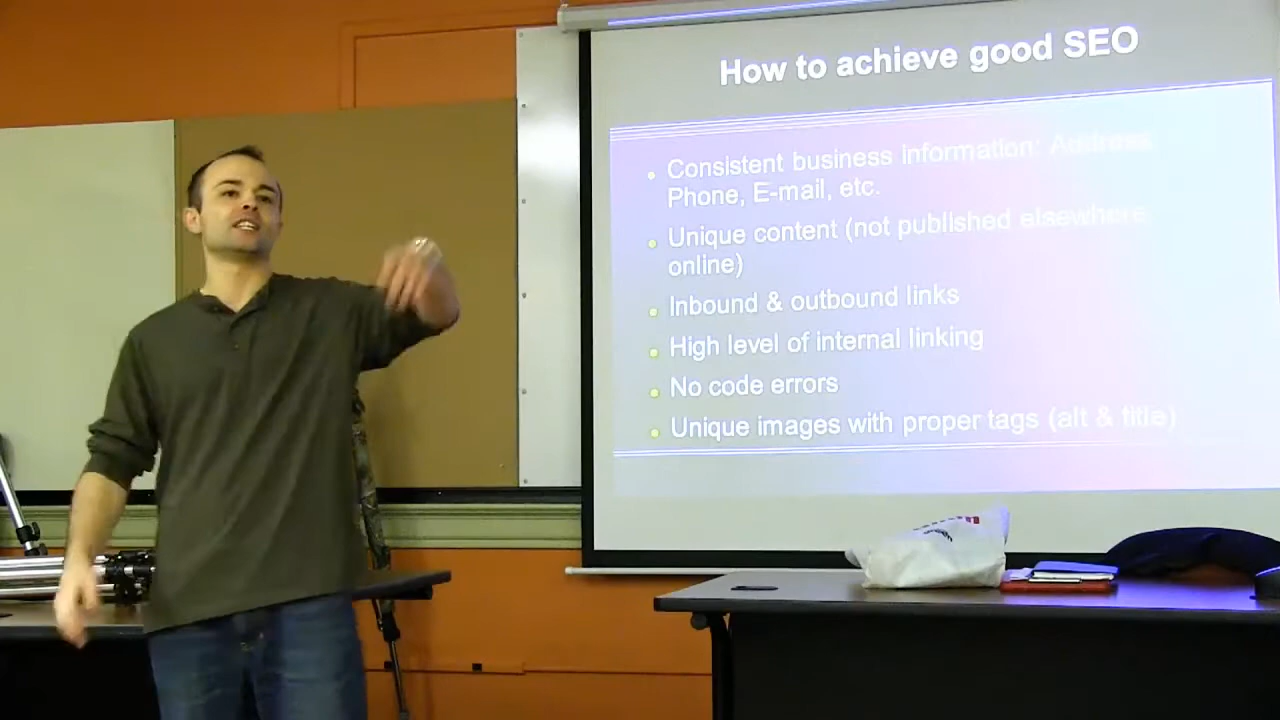 How to achieve good SEO
Consistent business information: Address,
Phone, E-mail, etc.
Unique content (not published elsewhere
online)
Inbound & outbound links
High level of internal linking
No code errors
Unique images with proper tags (alt & title)